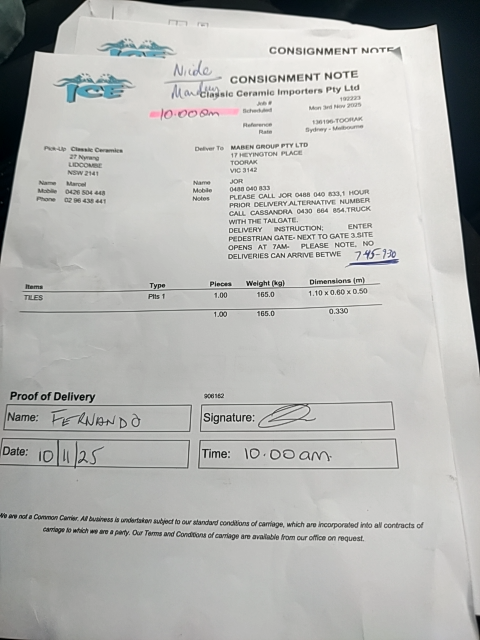 CONSIGNMENT NOTE
ICE
CONSIGNMENT NOTE
Classic Ceramic Importers Pty Ltd
10.00am
Job # 192223
Scheduled Mon 3rd Nov 2025
Reference 136196-TOORAK
Rate Sydney - Melbourne
Pick-Up Classic Ceramics
27 Nyrang
LIDCOMBE
NSW 2141
Name Marcel
Mobile 0426 504 448
Phone 02 96 438 441
Deliver To MABEN GROUP PTY LTD
17 HEYINGTON PLACE
TOORAK
VIC 3142
Name JOR
Mobile 0488 040 833
Notes PLEASE CALL JOR 0488 040 833,1 HOUR
PRIOR DELIVERY.ALTERNATIVE NUMBER
CALL CASSANDRA 0430 664 854.TRUCK
WITH THE TAILGATE.
DELIVERY INSTRUCTION; ENTER
PEDESTRIAN GATE- NEXT TO GATE 3.SITE
OPENS AT 7AM- PLEASE NOTE, NO
DELIVERIES CAN ARRIVE BETWE 7.45-9.30
Items Type Pieces Weight (kg) Dimensions (m)
TILES Plts 1 1.00 165.0 1.10 x 0.60 x 0.50
1.00 165.0 0.330
Proof of Delivery 906162
Name: FERNANDO Signature:
Date: 10/11/25 Time: 10.00am.
We are not a Common Carrier. All business is undertaken subject to our standard conditions of carriage, which are incorporated into all contracts of
carriage to which we are a party. Our Terms and Conditions of carriage are available from our office on request.